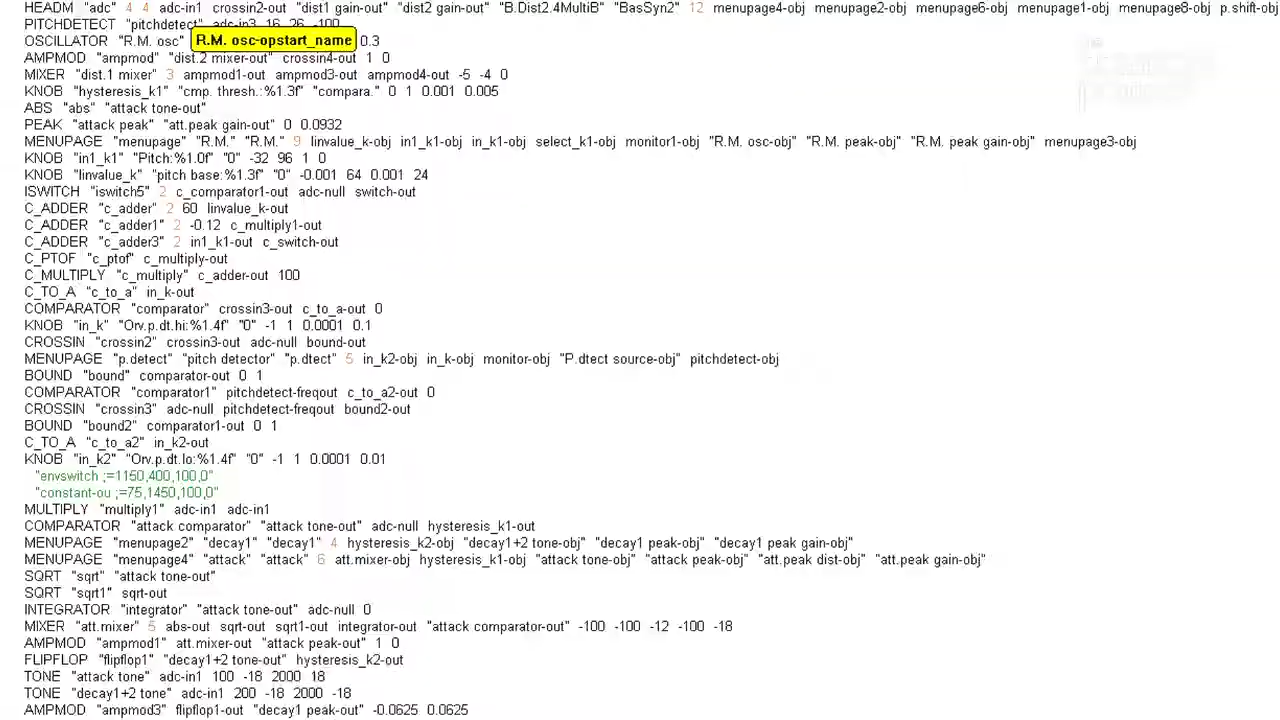 HEADM "adc" 4 4 adc-in1 crossin2-out "dist1 gain-out" "dist2 gain-out" "B.Dist2.4MultiB" "BasSyn2" 12 menupage4-obj menupage2-obj menupage6-obj menupage1-obj menupage8-obj p.shift-obj
PITCHDETECT "pitchdetect" adc-in3 16 26 -100
OSCILLATOR "R.M. osc" R.M. osc-opstart_name 0.3
AMPMOD "ampmod" "dist.2 mixer-out" crossin4-out 1 0
MIXER "dist.1 mixer" 3 ampmod1-out ampmod3-out ampmod4-out -5 -4 0
KNOB "hysteresis_k1" "cmp. thresh.:%1.3f" "compara." 0 1 0.001 0.005
ABS "abs" "attack tone-out"
PEAK "attack peak" "att.peak gain-out" 0 0.0932
MENUPAGE "menupage" "R.M." "R.M." 9 linvalue_k-obj in1_k1-obj in_k1-obj select_k1-obj monitor1-obj "R.M. osc-obj" "R.M. peak-obj" "R.M. peak gain-obj" menupage3-obj
KNOB "in1_k1" "Pitch:%1.0f" "0" -32 96 1 0
KNOB "linvalue_k" "pitch base:%1.3f" "0" -0.001 64 0.001 24
ISWITCH "iswitch5" 2 c_comparator1-out adc-null switch-out
C_ADDER "c_adder" 2 60 linvalue_k-out
C_ADDER "c_adder1" 2 -0.12 c_multiply1-out
C_ADDER "c_adder3" 2 in1_k1-out c_switch-out
C_PTOF "c_ptof" c_multiply-out
C_MULTIPLY "c_multiply" c_adder-out 100
C_TO_A "c_to_a" in_k-out
COMPARATOR "comparator" crossin3-out c_to_a-out 0
KNOB "in_k" "Orv.p.dt.hi:%1.4f" "0" -1 1 0.0001 0.1
CROSSIN "crossin2" crossin3-out adc-null bound-out
MENUPAGE "p.detect" "pitch detector" "p.dtect" 5 in_k2-obj in_k-obj monitor-obj "P.dtect source-obj" pitchdetect-obj
BOUND "bound" comparator-out 0 1
COMPARATOR "comparator1" pitchdetect-freqout c_to_a2-out 0
CROSSIN "crossin3" adc-null pitchdetect-freqout bound2-out
BOUND "bound2" comparator1-out 0 1
C_TO_A "c_to_a2" in_k2-out
KNOB "in_k2" "Orv.p.dt.lo:%1.4f" "0" -1 1 0.0001 0.01
"envswitch ;=1150,400,100,0"
"constant-ou ;=75,1450,100,0"
MULTIPLY "multiply1" adc-in1 adc-in1
COMPARATOR "attack comparator" "attack tone-out" adc-null hysteresis_k1-out
MENUPAGE "menupage2" "decay1" "decay1" 4 hysteresis_k2-obj "decay1+2 tone-obj" "decay1 peak-obj" "decay1 peak gain-obj"
MENUPAGE "menupage4" "attack" "attack" 6 att.mixer-obj hysteresis_k1-obj "attack tone-obj" "attack peak-obj" "att.peak dist-obj" "att.peak gain-obj"
SQRT "sqrt" "attack tone-out"
SQRT "sqrt1" sqrt-out
INTEGRATOR "integrator" "attack tone-out" adc-null 0
MIXER "att.mixer" 5 abs-out sqrt-out sqrt1-out integrator-out "attack comparator-out" -100 -100 -12 -100 -18
AMPMOD "ampmod1" att.mixer-out "attack peak-out" 1 0
FLIPFLOP "flipflop1" "decay1+2 tone-out" hysteresis_k2-out
TONE "attack tone" adc-in1 100 -18 2000 18
TONE "decay1+2 tone" adc-in1 200 -18 2000 -18
AMPMOD "ampmod3" flipflop1-out "decay1 peak-out" -0.0625 0.0625